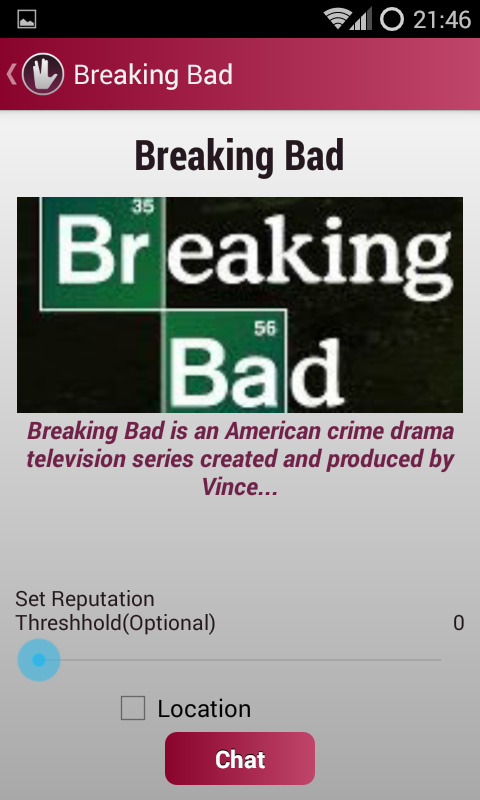 21:46
Breaking Bad
Breaking Bad
35
Breaking
56
Bad
Breaking Bad is an American crime drama
television series created and produced by
Vince...
Set Reputation
Threshhold(Optional) 0
Location
Chat